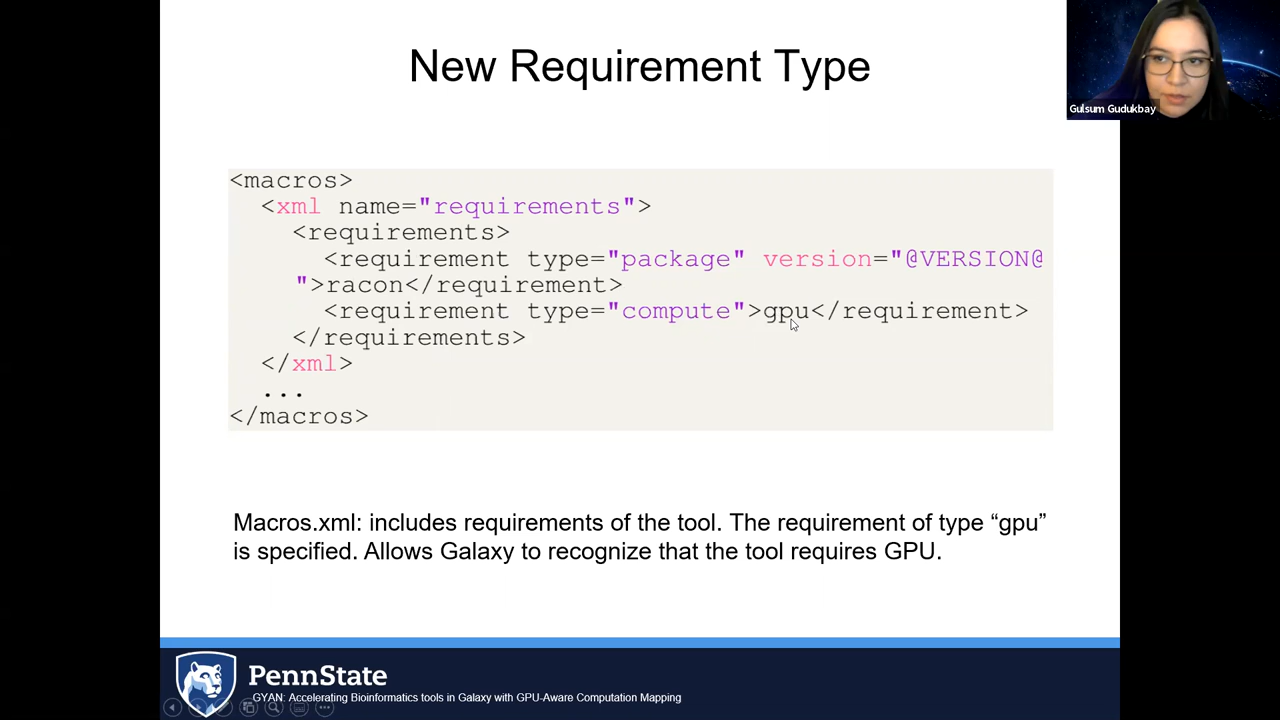 New Requirement Type
Gulsum Gudukbay
<macros>
<xml name="requirements">
<requirements>
<requirement type="package" version="@VERSION@
">racon</requirement>
<requirement type="compute">gpu</requirement>
</requirements>
</xml>
...
</macros>
Macros.xml: includes requirements of the tool. The requirement of type “gpu”
is specified. Allows Galaxy to recognize that the tool requires GPU.
PennState
GYAN: Accelerating Bioinformatics tools in Galaxy with GPU-Aware Computation Mapping